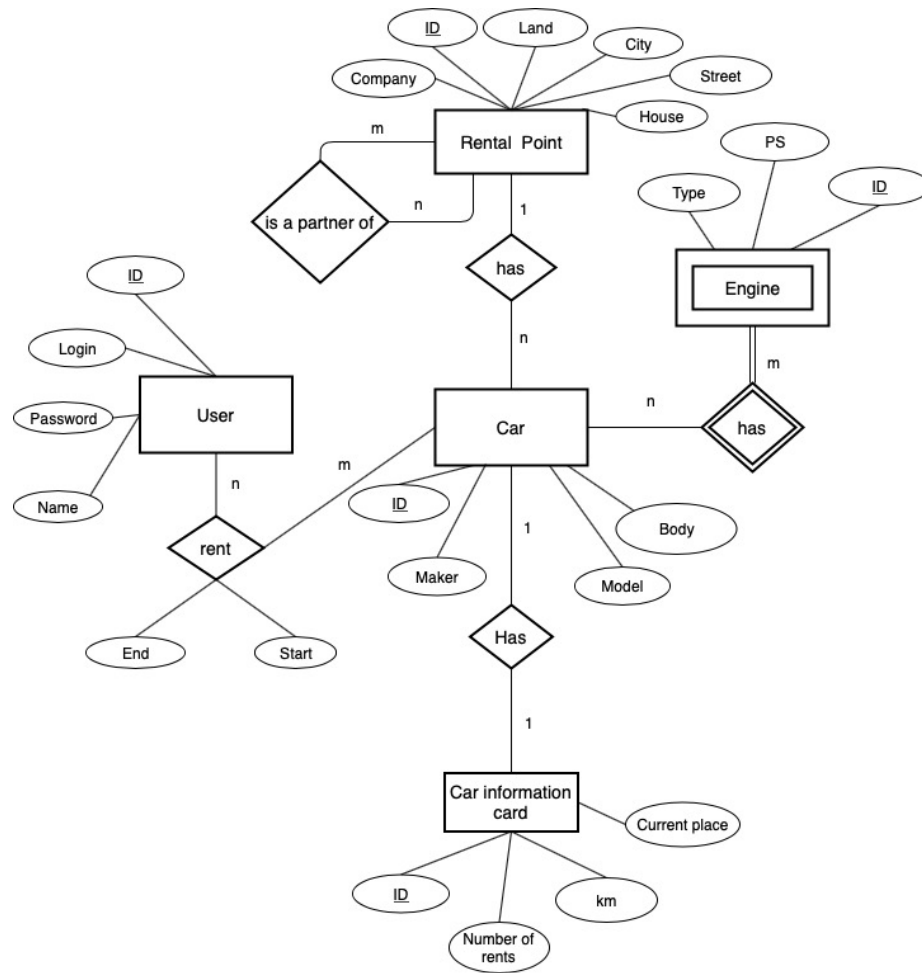 ID
Land
City
Company
Street
House
m
Rental Point
PS
n
is a partner of
1
Type
ID
has
Engine
ID
n
m
Login
User
Car
n
has
Password
m
n
ID
Name
1
Body
rent
Maker
Model
End
Start
Has
1
Car information
card
Current place
ID
km
Number of
rents